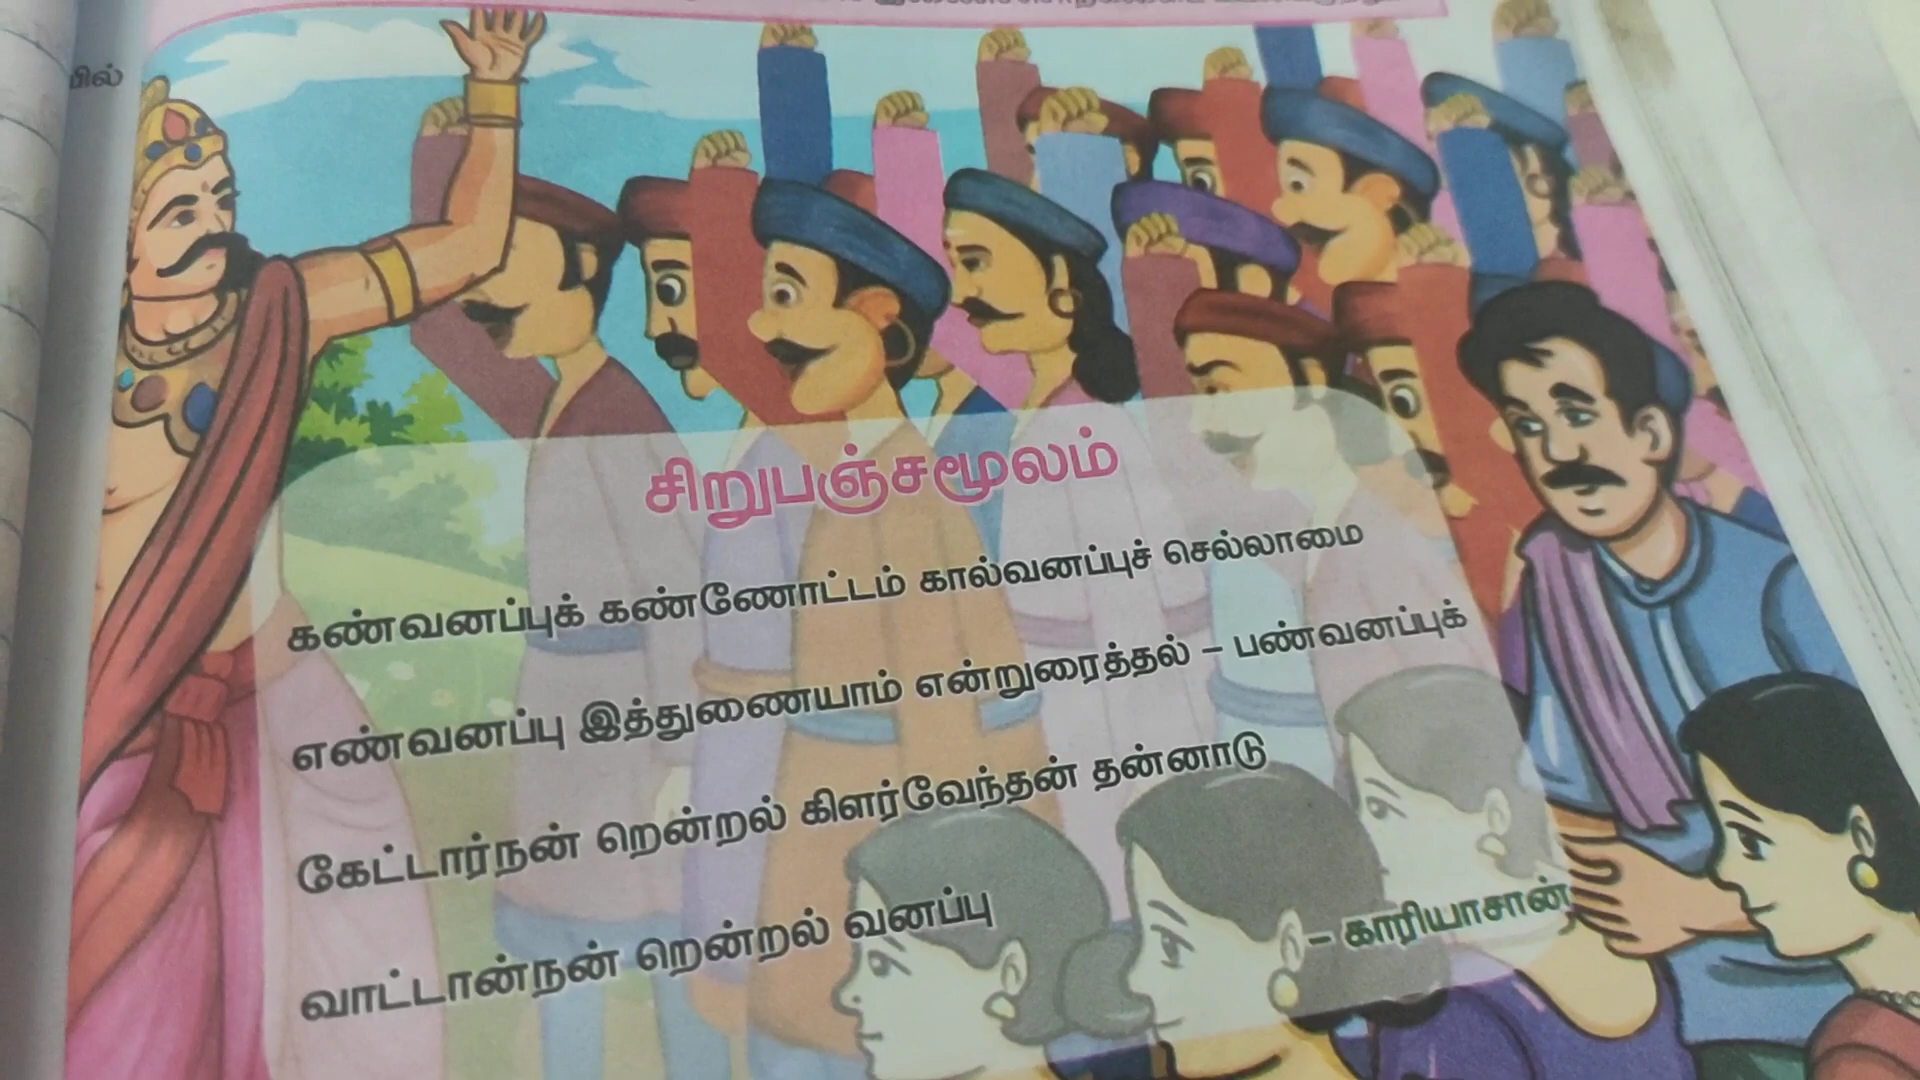 பில்
சிறுபஞ்சமூலம்
கண்வனப்புக் கண்ணோட்டம் கால்வனப்புச் செல்லாமை
எண்வனப்பு இத்துணையாம் என்றுரைத்தல் – பண்வனப்புக்
கேட்டார்நன் றென்றல் கிளர்வேந்தன் தன்னாடு
வாட்டான்நன் றென்றல் வனப்பு
– காரியாசான்